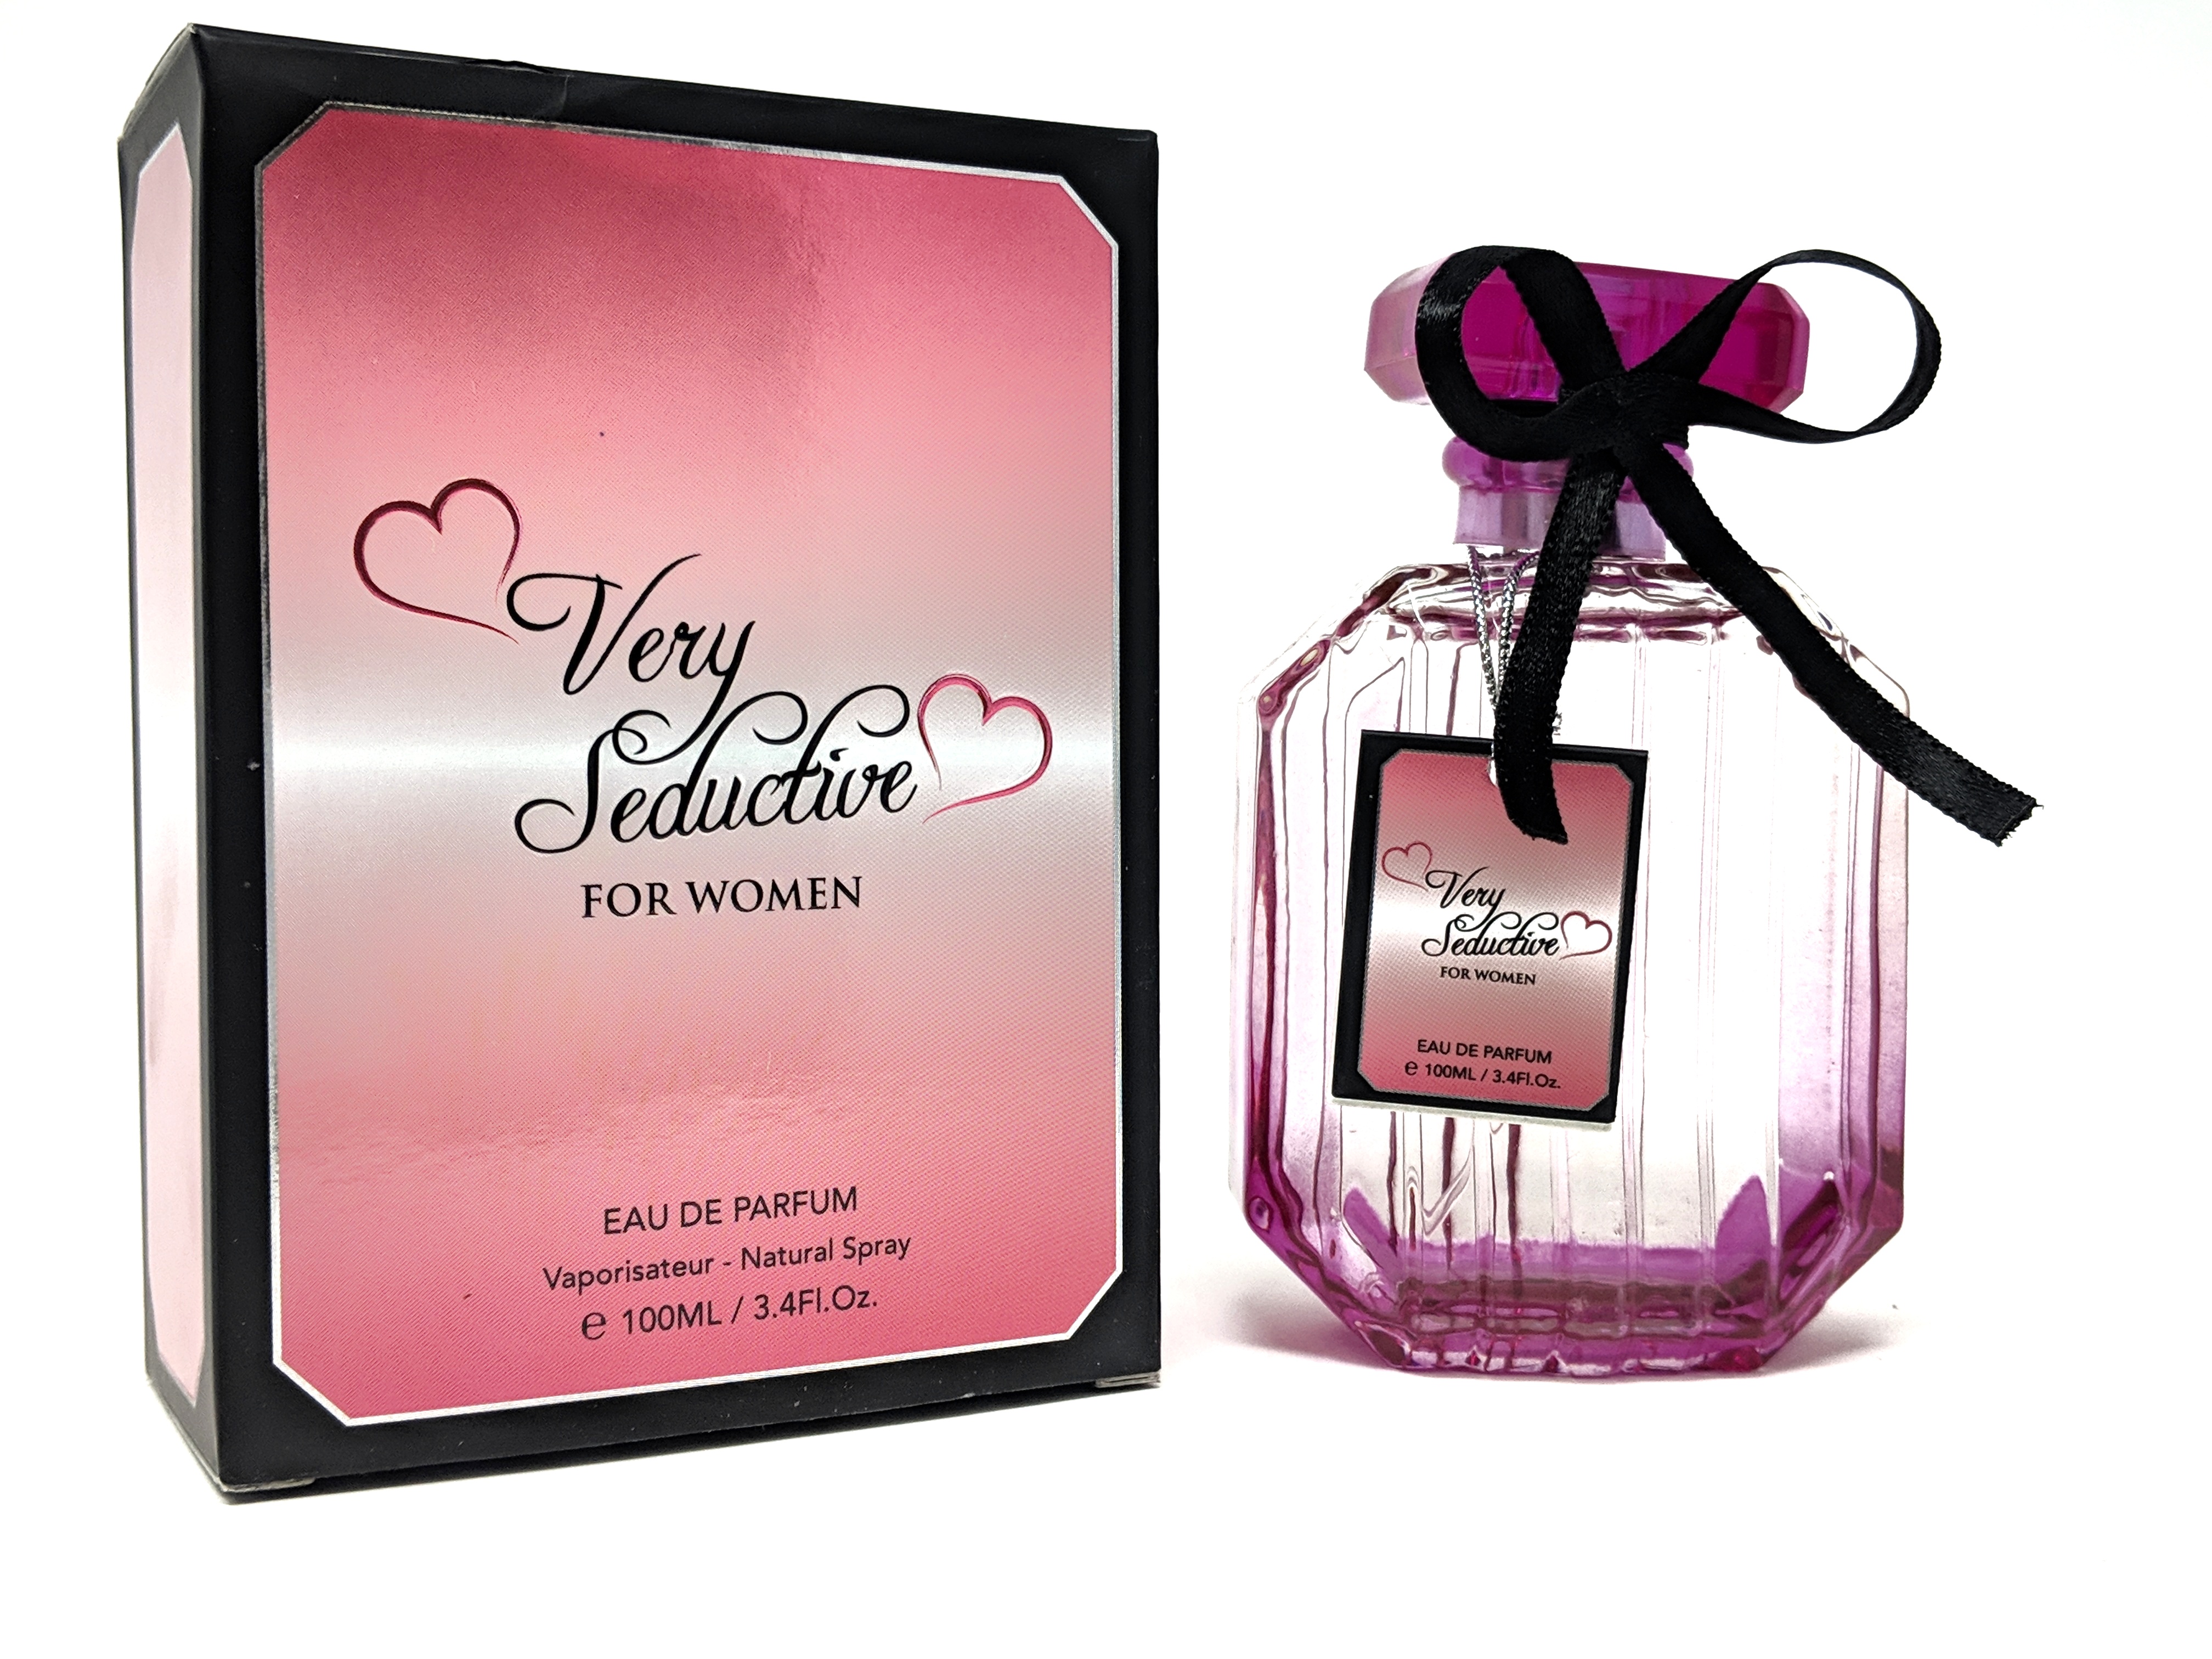 Very
Seductive
FOR WOMEN
EAU DE PARFUM
Vaporisateur - Natural Spray
℮ 100ML / 3.4Fl.Oz.
Very
Seductive
FOR WOMEN
EAU DE PARFUM
℮ 100ML / 3.4Fl.Oz.